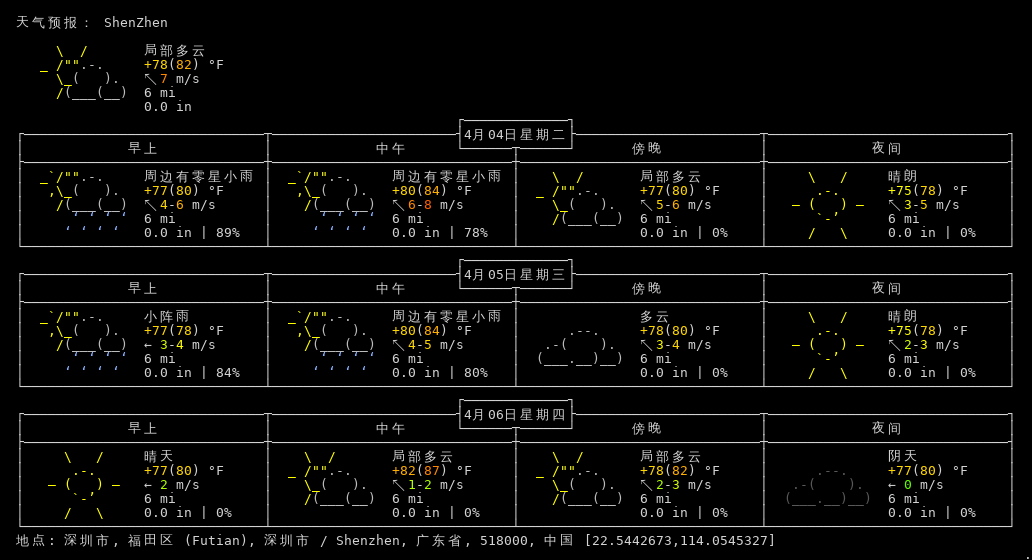 天气预报: ShenZhen
局部多云
+78(82) °F
↖ 7 m/s
6 mi
0.0 in
4月04日星期二
早上 中午 傍晚 夜间
周边有零星小雨 周边有零星小雨 局部多云 晴朗
+77(80) °F +80(84) °F +77(80) °F +75(78) °F
↖ 4-6 m/s ↖ 6-8 m/s ↖ 5-6 m/s ↖ 3-5 m/s
6 mi 6 mi 6 mi 6 mi
0.0 in | 89% 0.0 in | 78% 0.0 in | 0% 0.0 in | 0%
4月05日星期三
早上 中午 傍晚 夜间
小阵雨 周边有零星小雨 多云 晴朗
+77(78) °F +80(84) °F +78(80) °F +75(78) °F
← 3-4 m/s ↖ 4-5 m/s ↖ 3-4 m/s ↖ 2-3 m/s
6 mi 6 mi 6 mi 6 mi
0.0 in | 84% 0.0 in | 80% 0.0 in | 0% 0.0 in | 0%
4月06日星期四
早上 中午 傍晚 夜间
晴天 局部多云 局部多云 阴天
+77(80) °F +82(87) °F +78(82) °F +77(80) °F
← 2 m/s ↖ 1-2 m/s ↖ 2-3 m/s ← 0 m/s
6 mi 6 mi 6 mi 6 mi
0.0 in | 0% 0.0 in | 0% 0.0 in | 0% 0.0 in | 0%
地点: 深圳市, 福田区 (Futian), 深圳市 / Shenzhen, 广东省, 518000, 中国 [22.5442673,114.0545327]